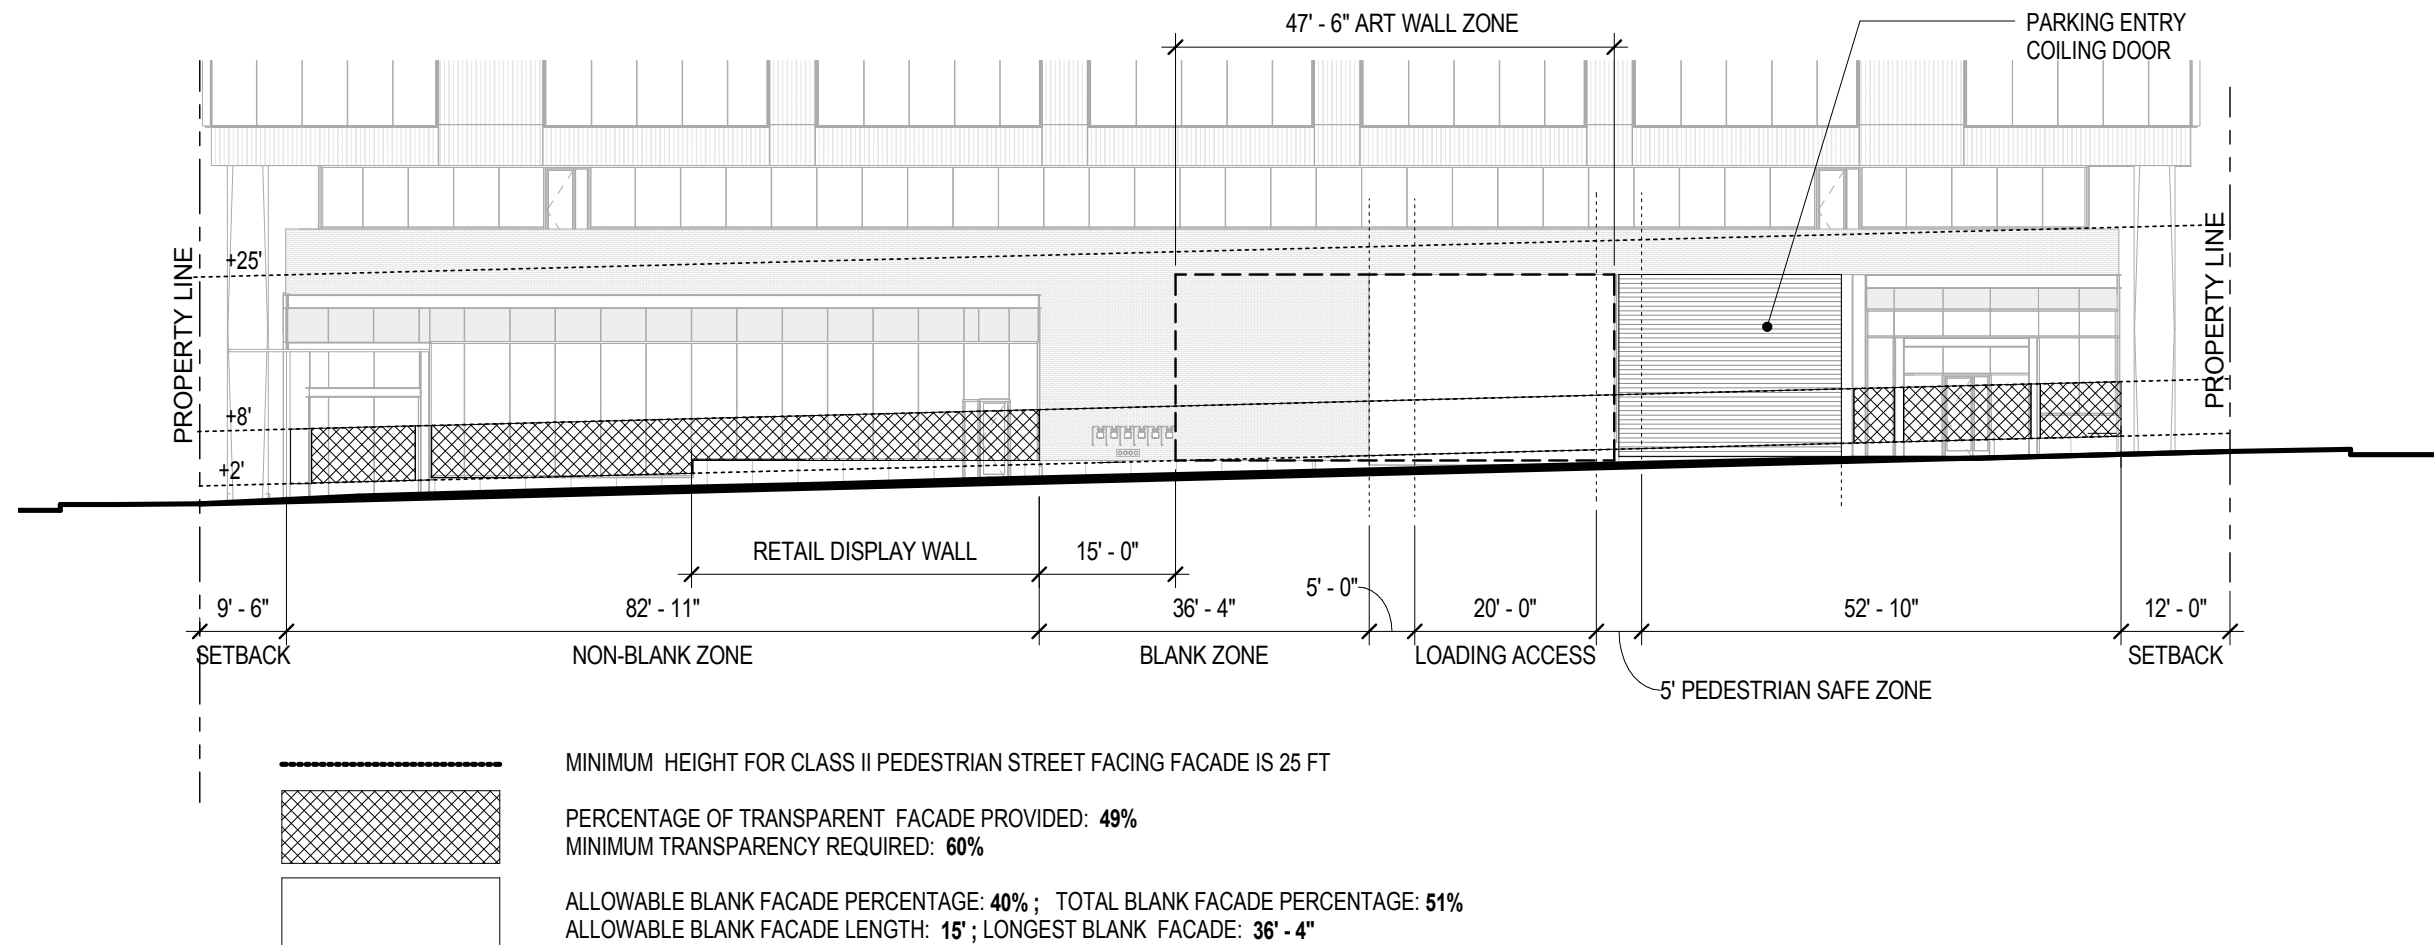 47' - 6" ART WALL ZONE
PARKING ENTRY
COILING DOOR
PROPERTY LINE
+25'
+8'
+2'
PROPERTY LINE
RETAIL DISPLAY WALL
15' - 0"
9' - 6"
82' - 11"
36' - 4"
5' - 0"
20' - 0"
52' - 10"
12' - 0"
SETBACK
NON-BLANK ZONE
BLANK ZONE
LOADING ACCESS
SETBACK
5' PEDESTRIAN SAFE ZONE
MINIMUM HEIGHT FOR CLASS II PEDESTRIAN STREET FACING FACADE IS 25 FT
PERCENTAGE OF TRANSPARENT FACADE PROVIDED: 49%
MINIMUM TRANSPARENCY REQUIRED: 60%
ALLOWABLE BLANK FACADE PERCENTAGE: 40% ; TOTAL BLANK FACADE PERCENTAGE: 51%
ALLOWABLE BLANK FACADE LENGTH: 15' ; LONGEST BLANK FACADE: 36' - 4"